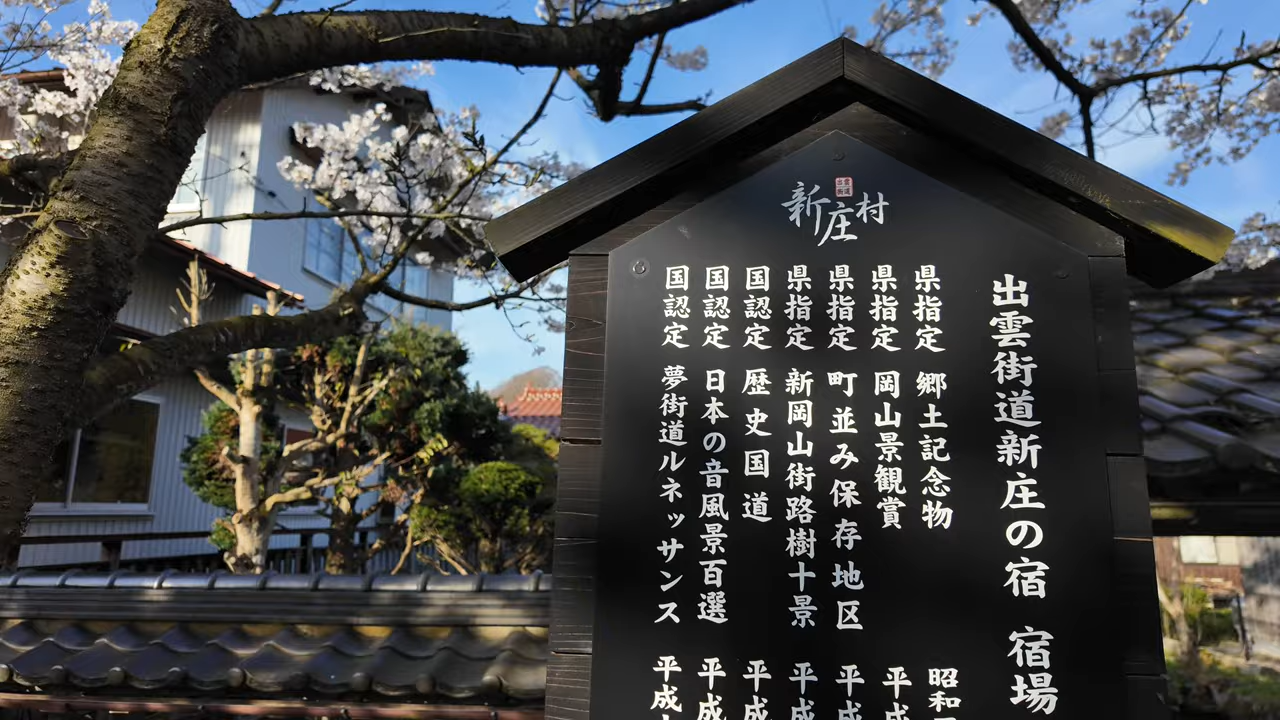 出雲街道
新庄村
出雲街道新庄の宿 宿場
県指定 郷土記念物 昭和
県指定 岡山景観賞 平成
県指定 町並み保存地区 平成
県指定 新岡山街路樹十景 平成
国認定 歴史国道 平成
国認定 日本の音風景百選 平成
国認定 夢街道ルネッサンス 平成